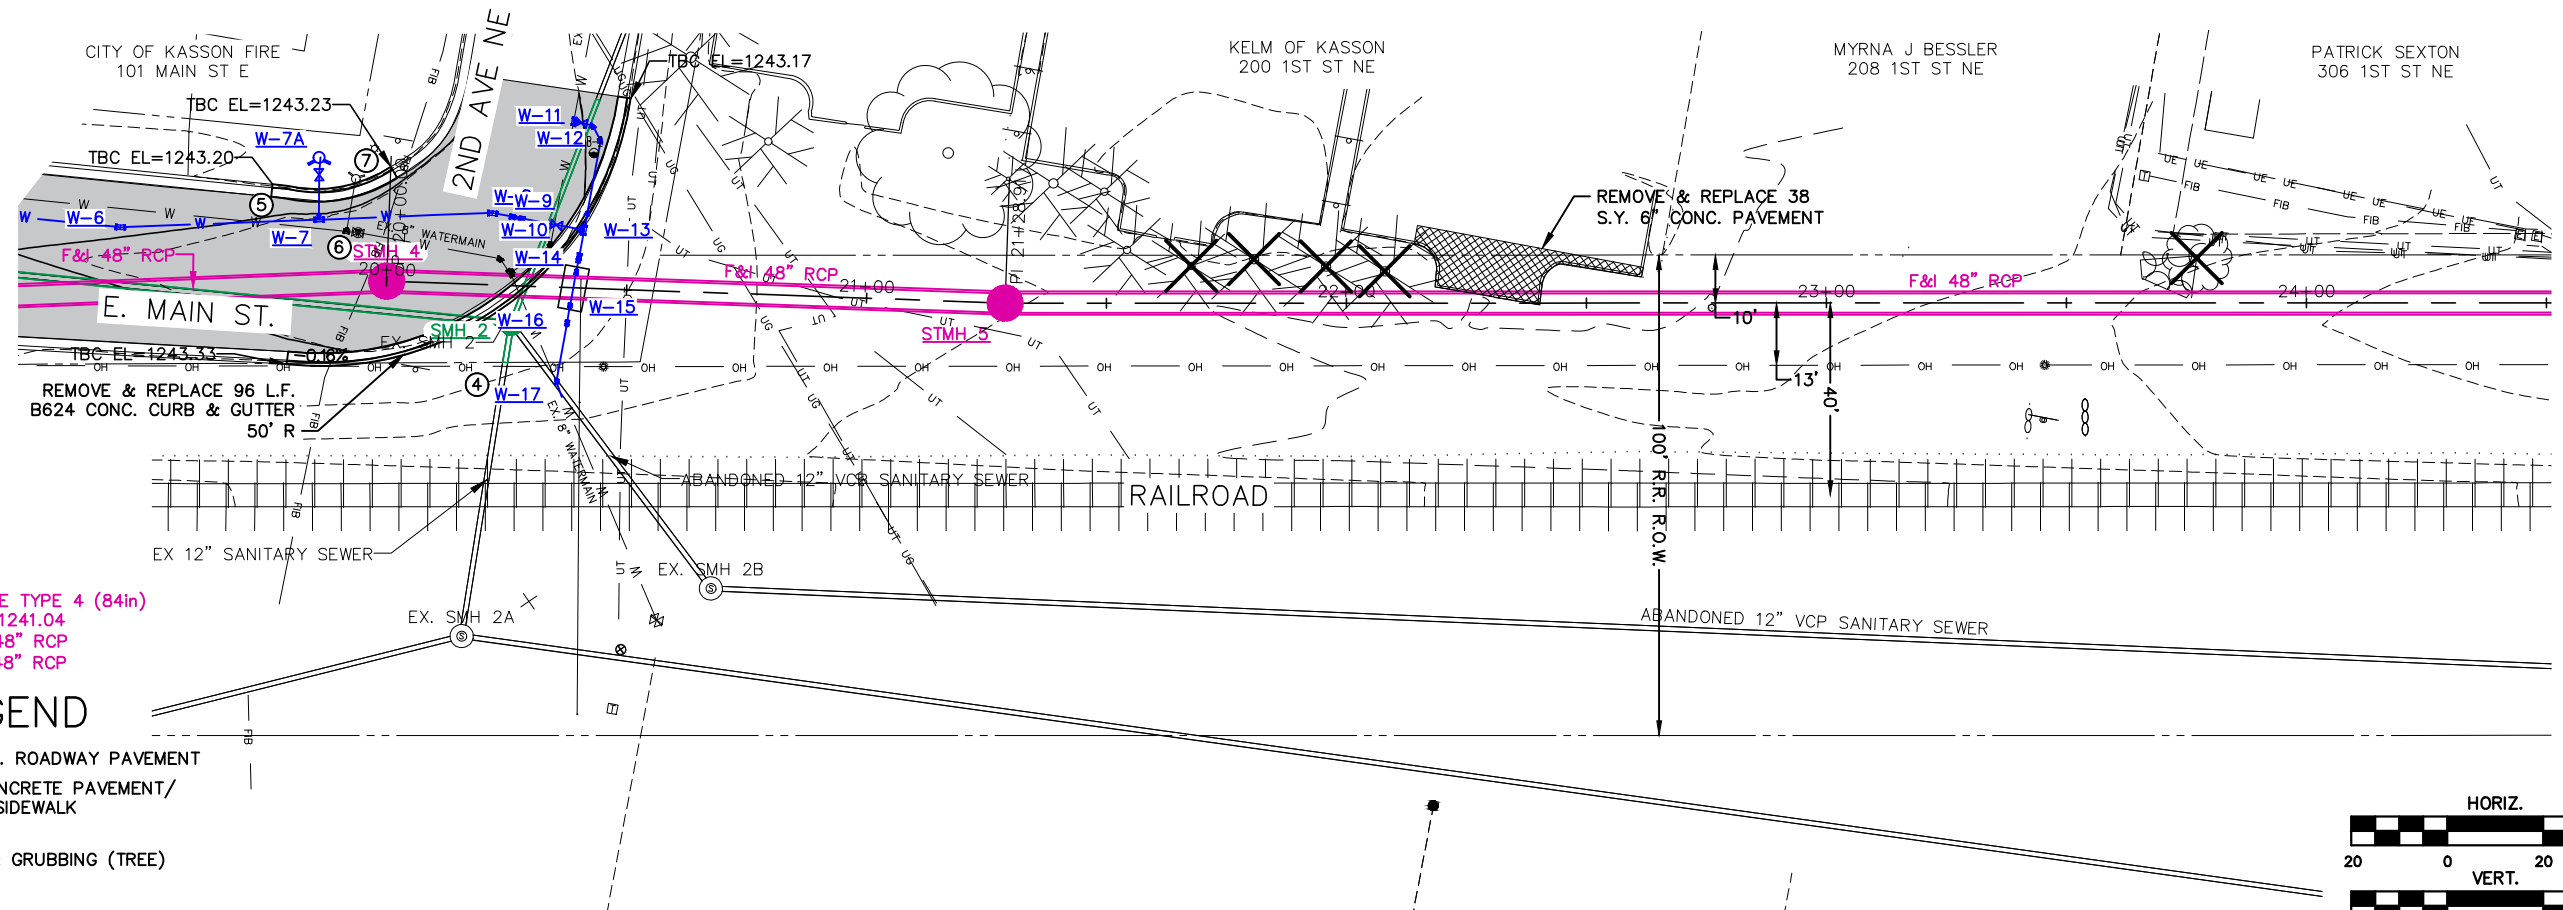 CITY OF KASSON FIRE
101 MAIN ST E
2ND AVE NE
TBC EL=1243.17
KELM OF KASSON
200 1ST ST NE
MYRNA J BESSLER
208 1ST ST NE
PATRICK SEXTON
306 1ST ST NE
TBC EL=1243.23
W-7A
TBC EL=1243.20
7
5
6
W-11
W-12
W-6
W-7
W-9
W-10
W-13
W-14
EX. 8" WATERMAIN
F&I 48" RCP
STMH 4
20+00
E. MAIN ST.
SMH 2
W-15
W-16
EX. SMH 2
TBC EL=1243.33
-0.16%
4
W-17
REMOVE & REPLACE 96 L.F.
B624 CONC. CURB & GUTTER
50' R
F&I 48" RCP
21+00
STMH 5
22+00
REMOVE & REPLACE 38
S.Y. 6" CONC. PAVEMENT
23+00
F&I 48" RCP
24+00
10'
13'
40'
100' R.R. R.O.W.
EX. 8" WATERMAIN
ABANDONED 12" VCP SANITARY SEWER
RAILROAD
EX 12" SANITARY SEWER
EX. SMH 2B
EX. SMH 2A
ABANDONED 12" VCP SANITARY SEWER
E TYPE 4 (84in)
1241.04
48" RCP
48" RCP
GEND
. ROADWAY PAVEMENT
NCRETE PAVEMENT/
SIDEWALK
GRUBBING (TREE)
HORIZ.
20 0 20
VERT.